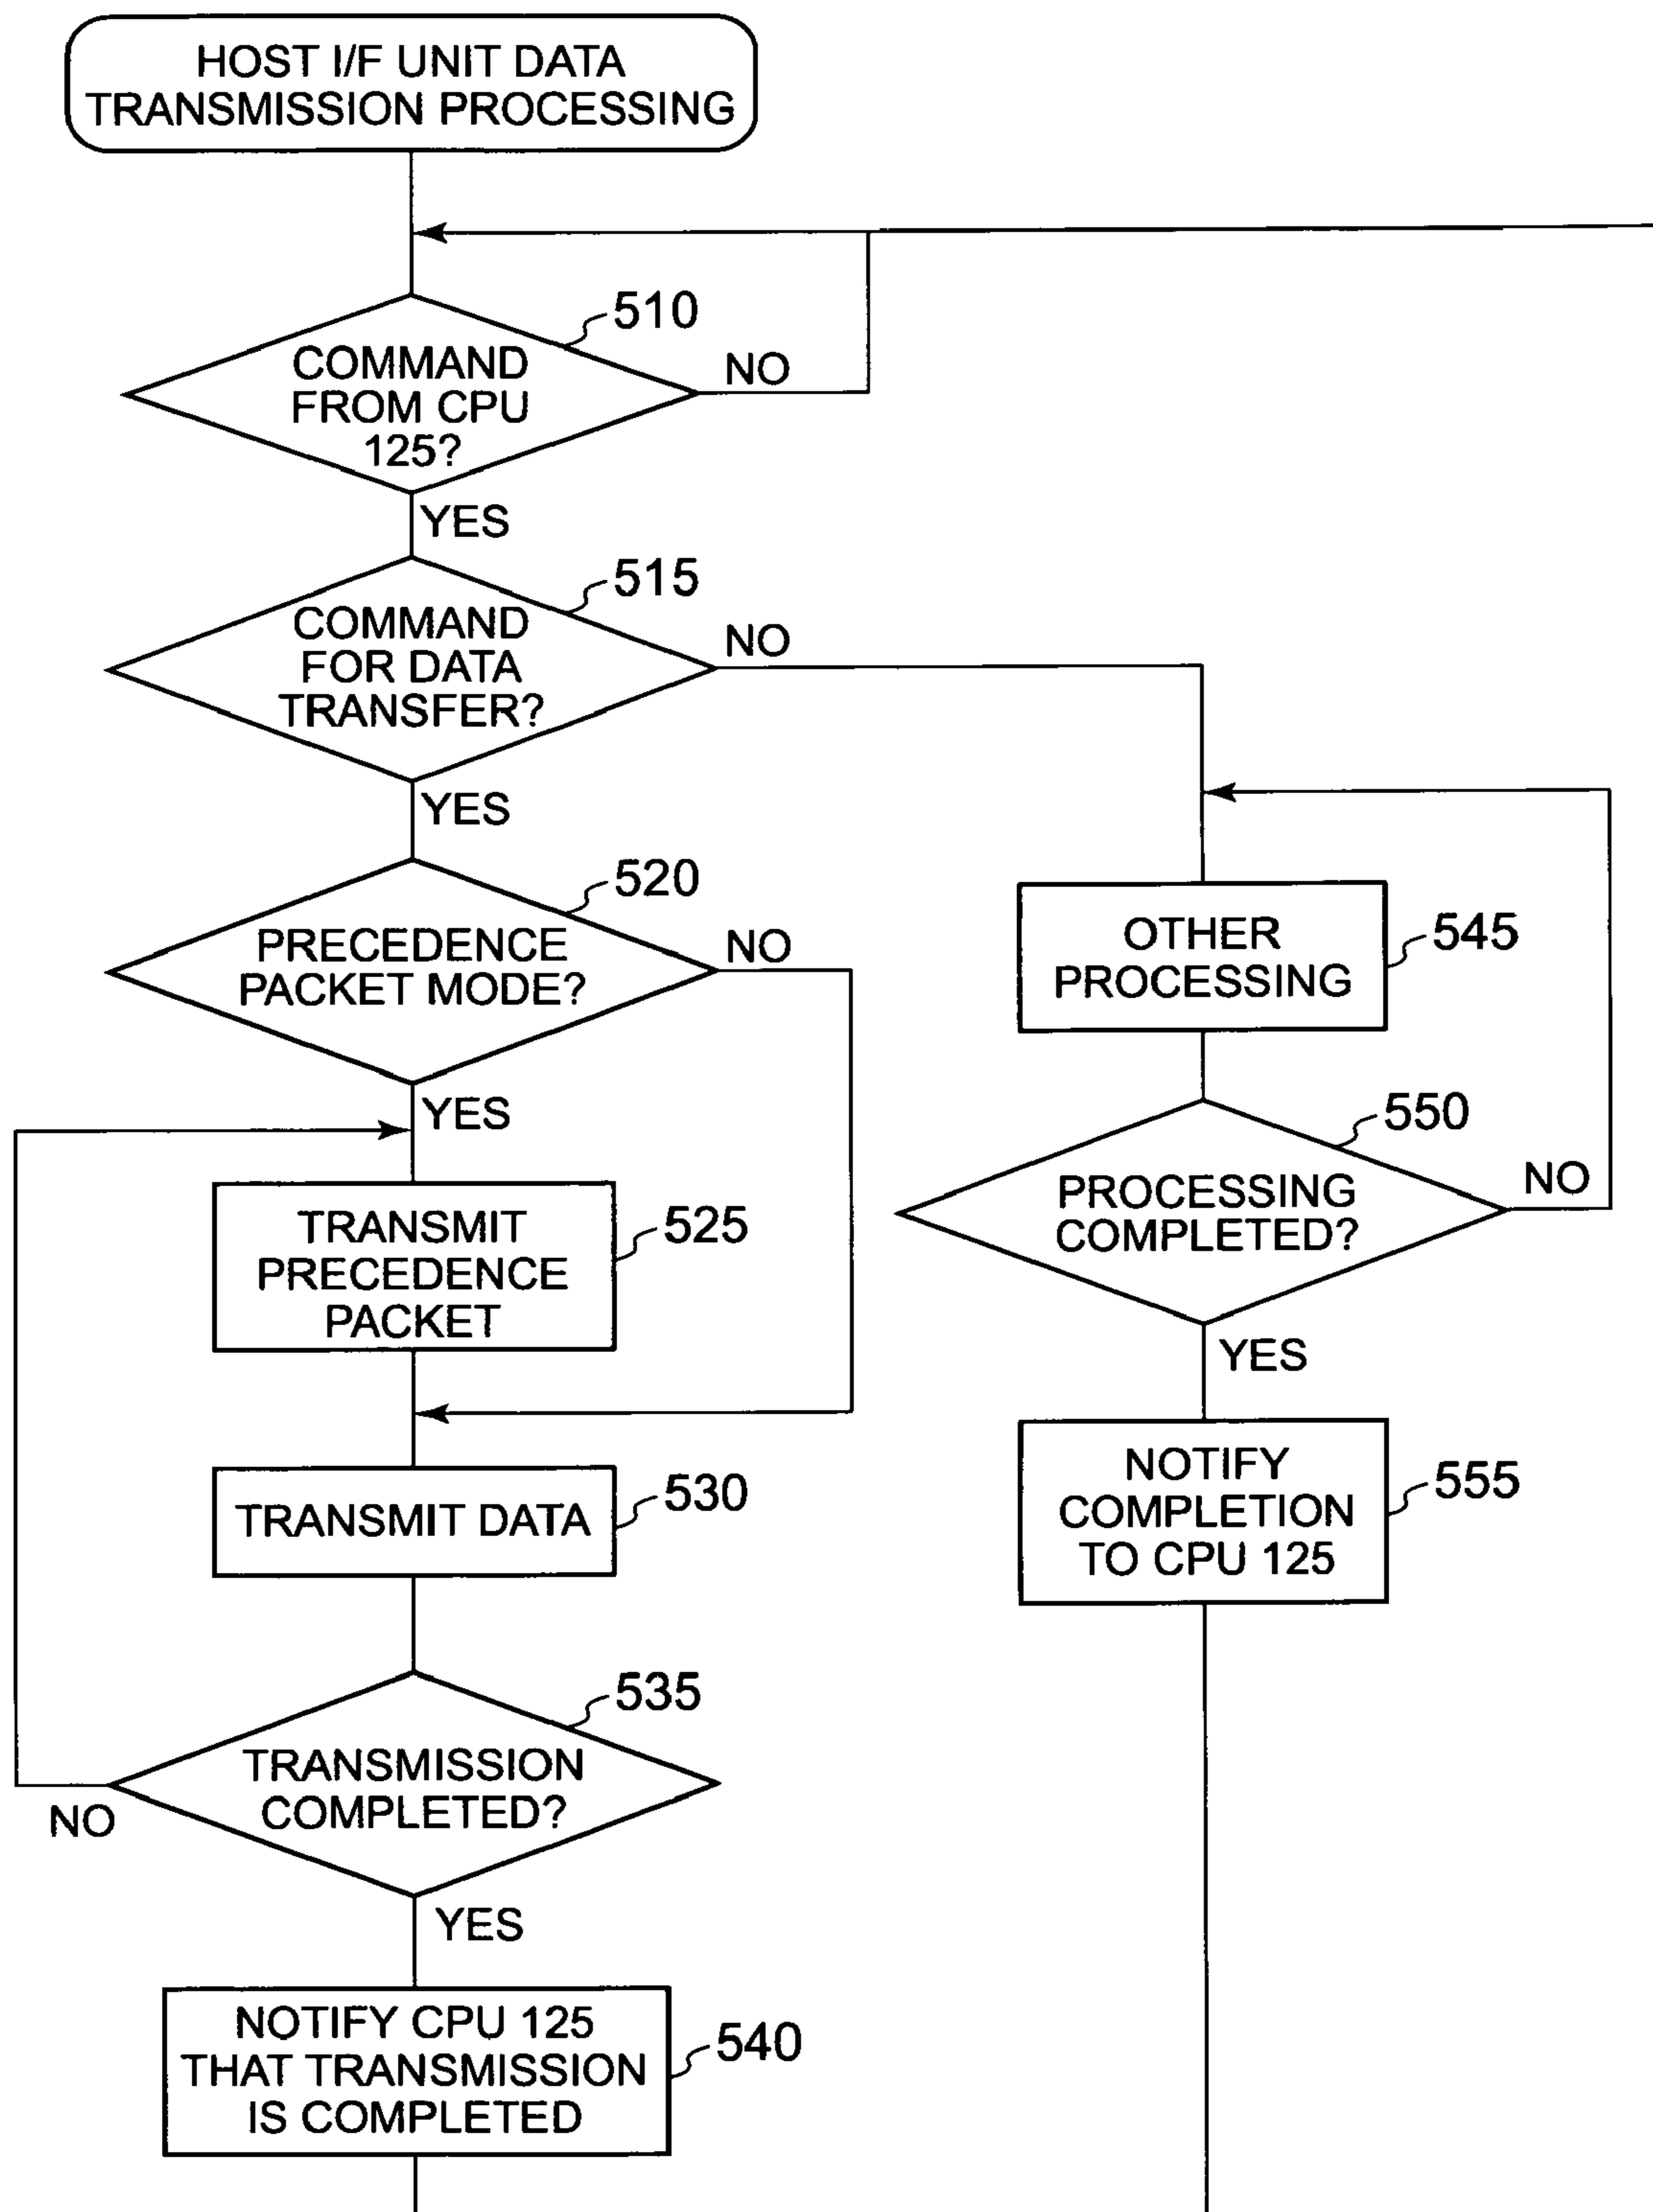 HOST I/F UNIT DATA
TRANSMISSION PROCESSING
510
COMMAND
FROM CPU
125?
NO
YES
515
COMMAND
FOR DATA
TRANSFER?
NO
YES
520
PRECEDENCE
PACKET MODE?
NO
YES
525
TRANSMIT
PRECEDENCE
PACKET
530
TRANSMIT DATA
535
TRANSMISSION
COMPLETED?
NO
YES
540
NOTIFY CPU 125
THAT TRANSMISSION
IS COMPLETED
545
OTHER
PROCESSING
550
PROCESSING
COMPLETED?
NO
YES
555
NOTIFY
COMPLETION
TO CPU 125